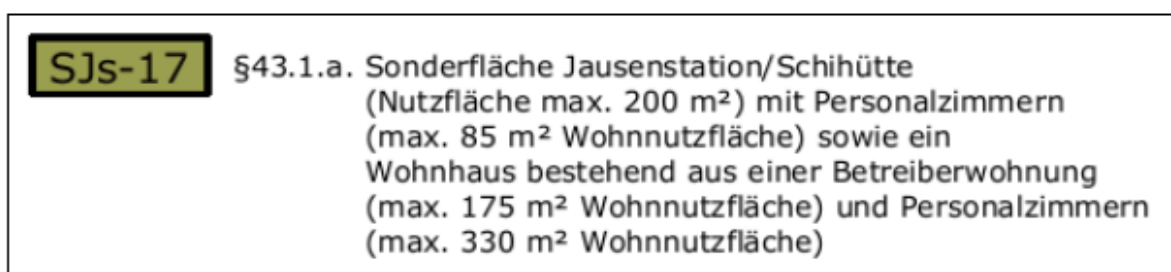 SJs-17 §43.1.a. Sonderfläche Jausenstation/Schihütte
(Nutzfläche max. 200 m²) mit Personalzimmern
(max. 85 m² Wohnnutzfläche) sowie ein
Wohnhaus bestehend aus einer Betreiberwohnung
(max. 175 m² Wohnnutzfläche) und Personalzimmern
(max. 330 m² Wohnnutzfläche)